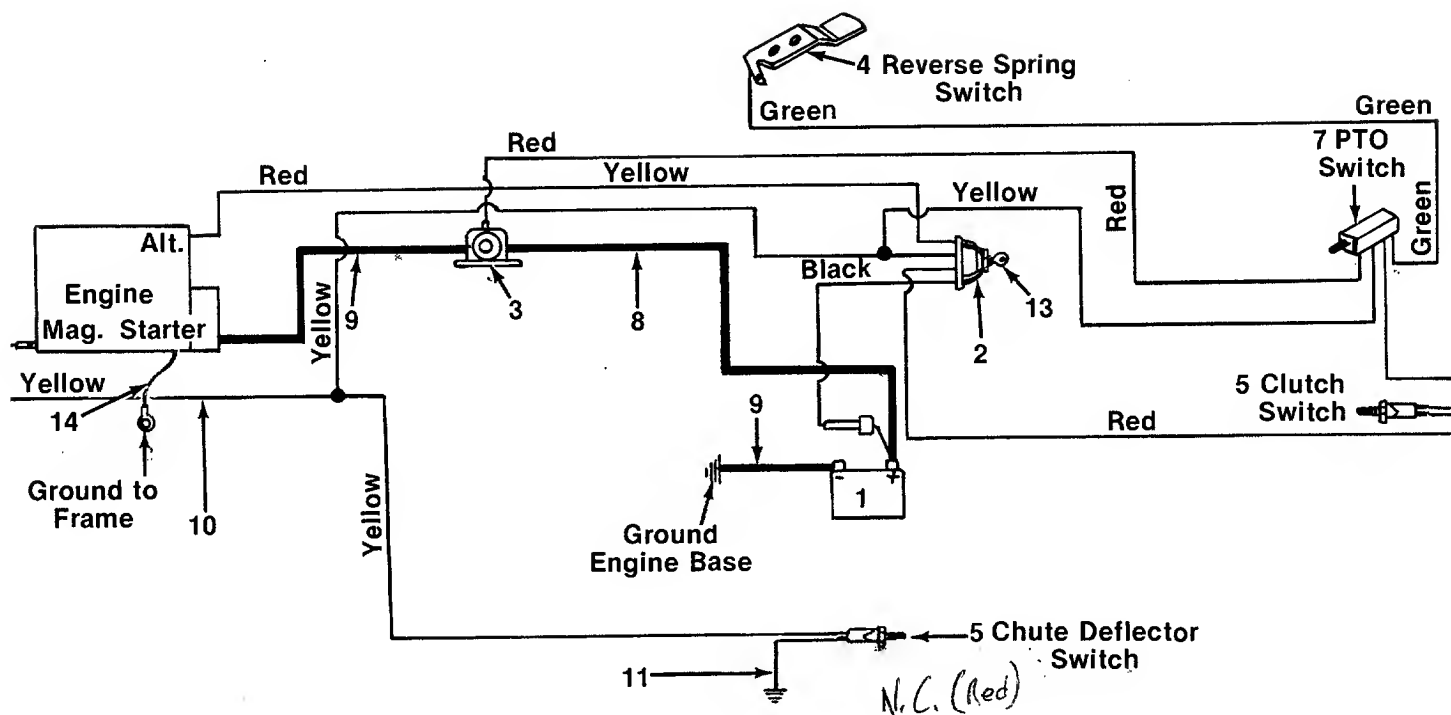 4 Reverse Spring
Switch
Green
Green
7 PTO
Switch
Red
Yellow
Red
Yellow
Red
Green
Alt.
Engine
Mag. Starter
9
3
8
Black
2
13
Yellow
Yellow
14
10
Ground to
Frame
5 Clutch
Switch
Red
9
- +
1
Ground
Engine Base
Yellow
5 Chute Deflector
Switch
11
N.C. (Red)